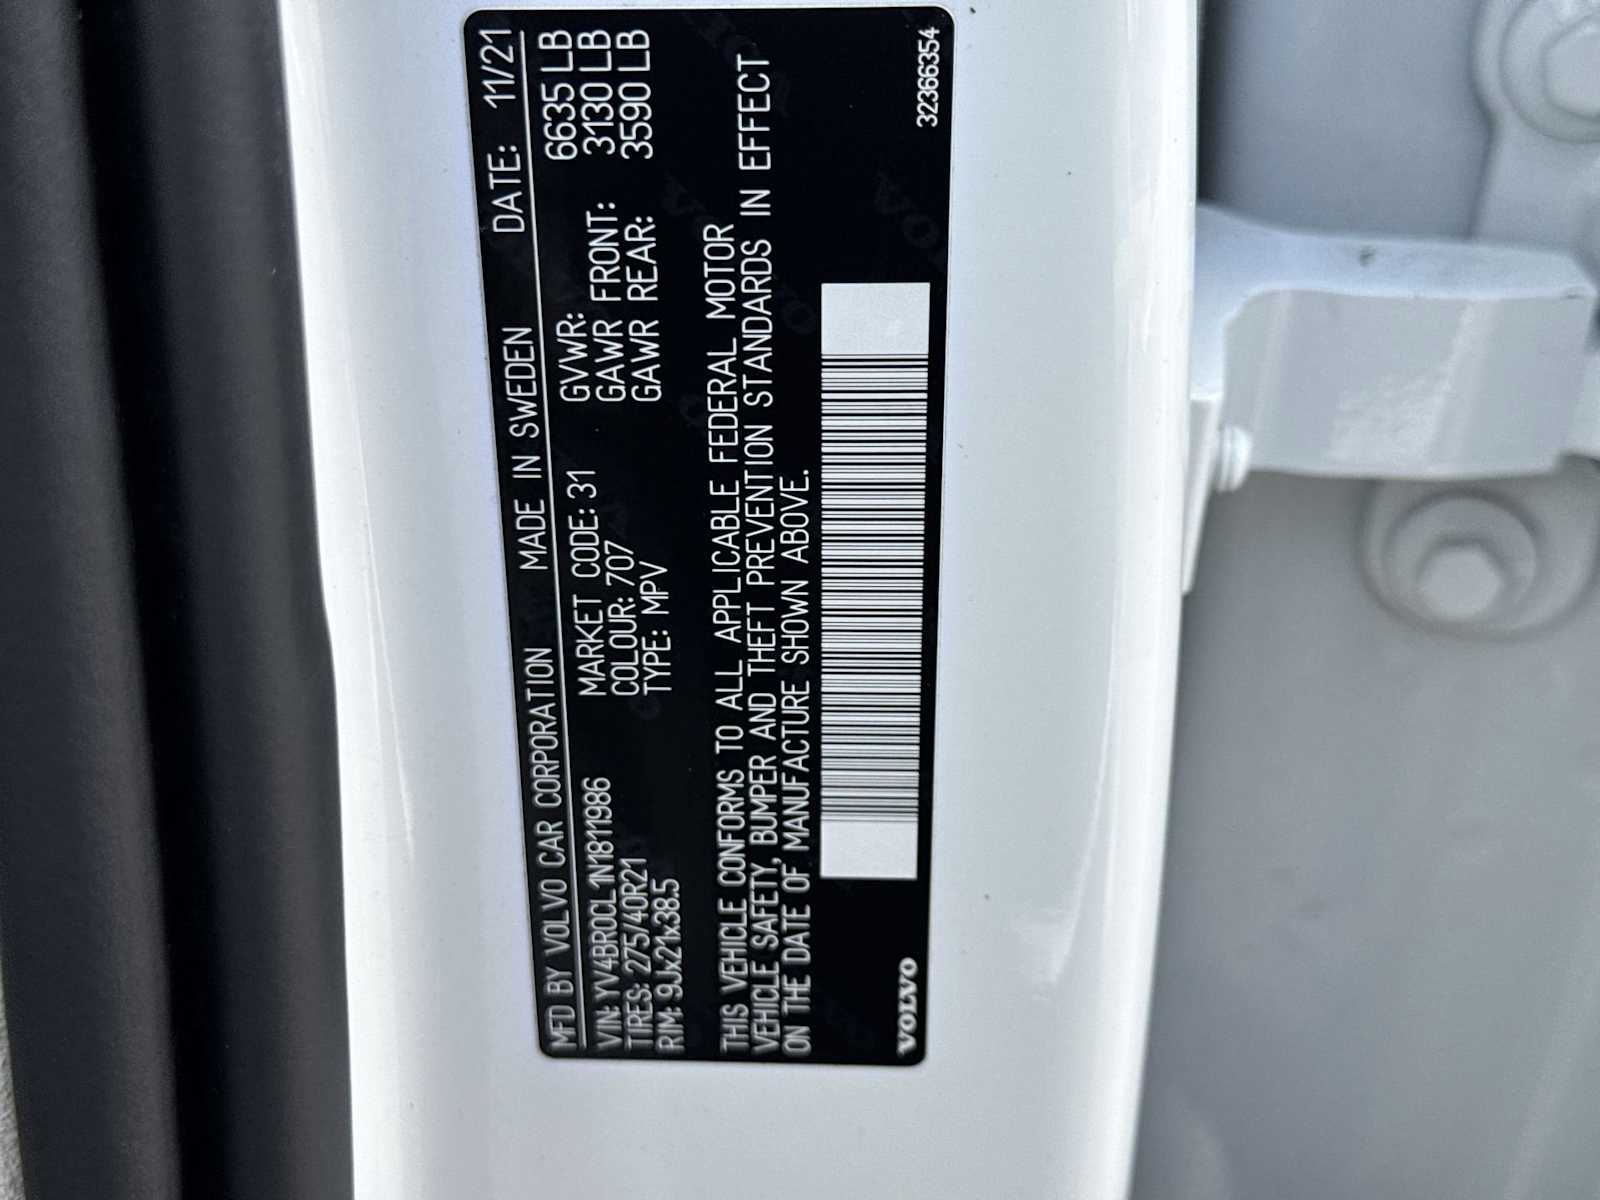 MFD BY VOLVO CAR CORPORATION MADE IN SWEDEN DATE: 11/21
VIN: YV4BR0CL1N1811986 MARKET CODE: 31 GVWR: 6635 LB
TIRES: 275/40R21 COLOUR: 707 GAWR FRONT: 3130 LB
RIM: 9Jx21x38.5 TYPE: MPV GAWR REAR: 3590 LB
THIS VEHICLE CONFORMS TO ALL APPLICABLE FEDERAL MOTOR
VEHICLE SAFETY, BUMPER AND THEFT PREVENTION STANDARDS IN EFFECT
ON THE DATE OF MANUFACTURE SHOWN ABOVE.
VOLVO 32366354